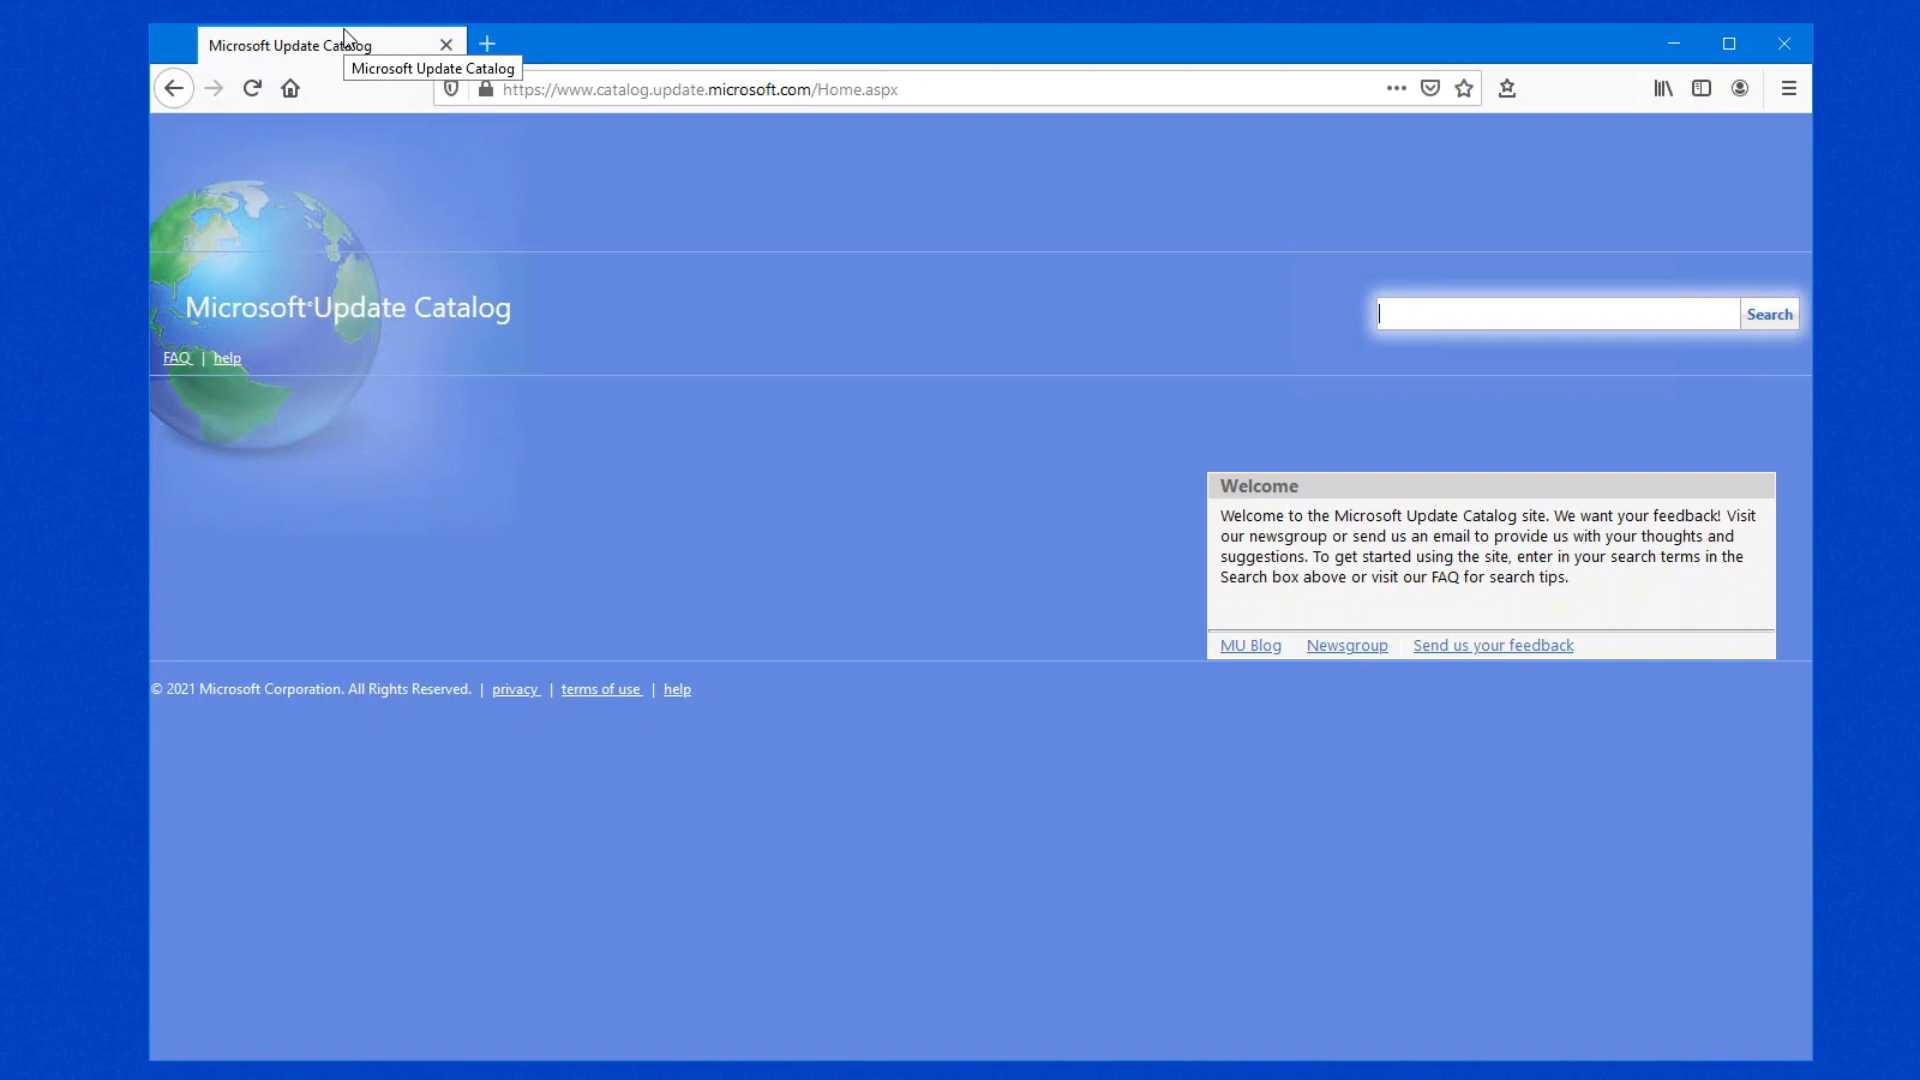 Microsoft Update Catalog
Microsoft Update Catalog
https://www.catalog.update.microsoft.com/Home.aspx
Microsoft Update Catalog
Search
FAQ | help
Welcome
Welcome to the Microsoft Update Catalog site. We want your feedback! Visit
our newsgroup or send us an email to provide us with your thoughts and
suggestions. To get started using the site, enter in your search terms in the
Search box above or visit our FAQ for search tips.
MU Blog Newsgroup Send us your feedback
© 2021 Microsoft Corporation. All Rights Reserved. | privacy | terms of use | help